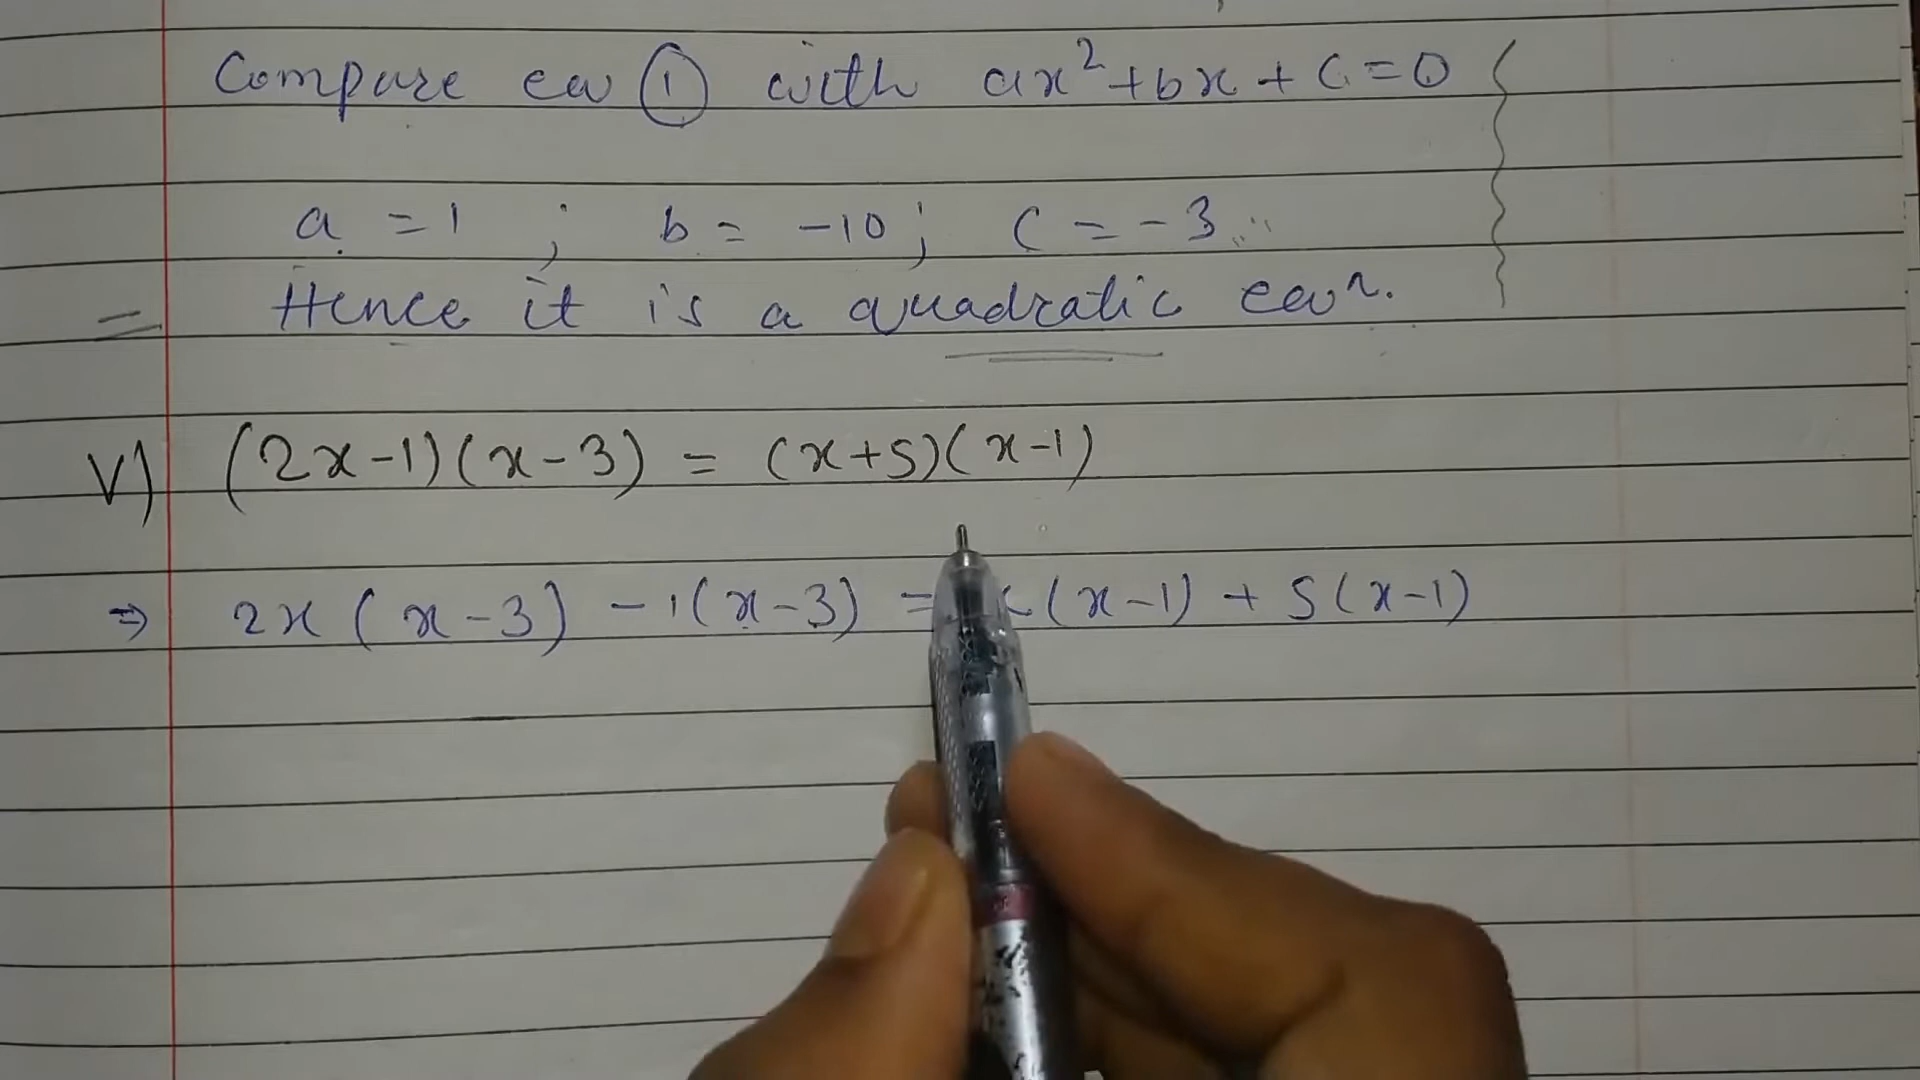 Compare eq ① with ax²+bx+c=0
a = 1 ; b = -10 ; c = -3
Hence it is a quadratic eqn.
V) (2x-1)(x-3) = (x+5)(x-1)
⇒ 2x(x-3) -1(x-3) = x(x-1) + 5(x-1)